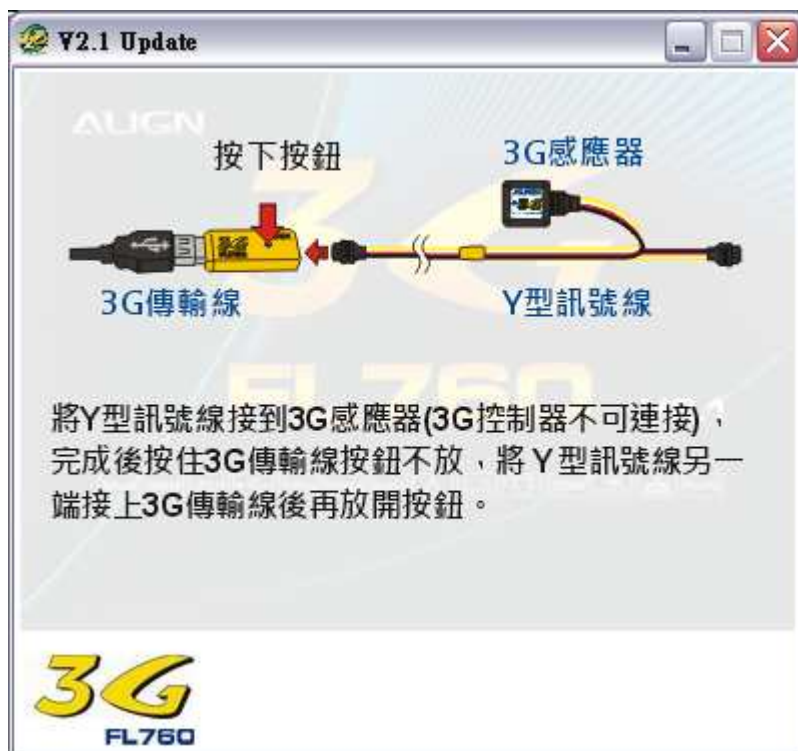 V2.1 Update
ALIGN
按下按鈕
3G感應器
3G
3G傳輸線
Y型訊號線
3G
FL760
將Y型訊號線接到3G感應器(3G控制器不可連接),
完成後按住3G傳輸線按鈕不放,將Y型訊號線另一
端接上3G傳輸線後再放開按鈕。
3G
FL760